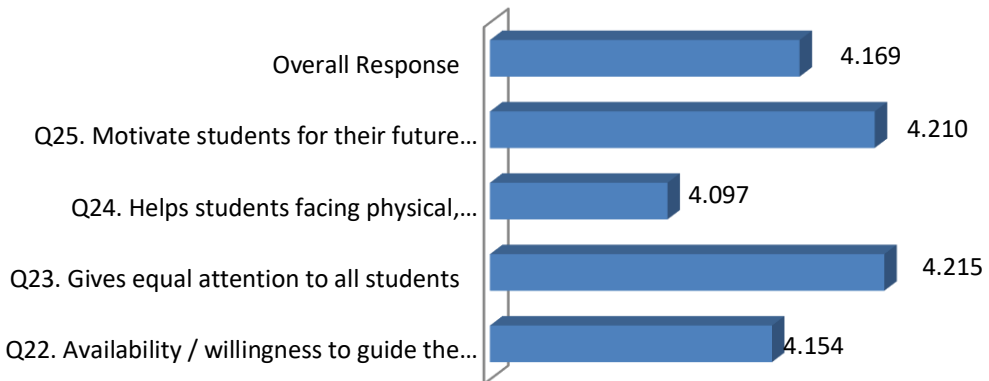 Overall Response 4.169
Q25. Motivate students for their future... 4.210
Q24. Helps students facing physical,... 4.097
Q23. Gives equal attention to all students 4.215
Q22. Availability / willingness to guide the... 4.154